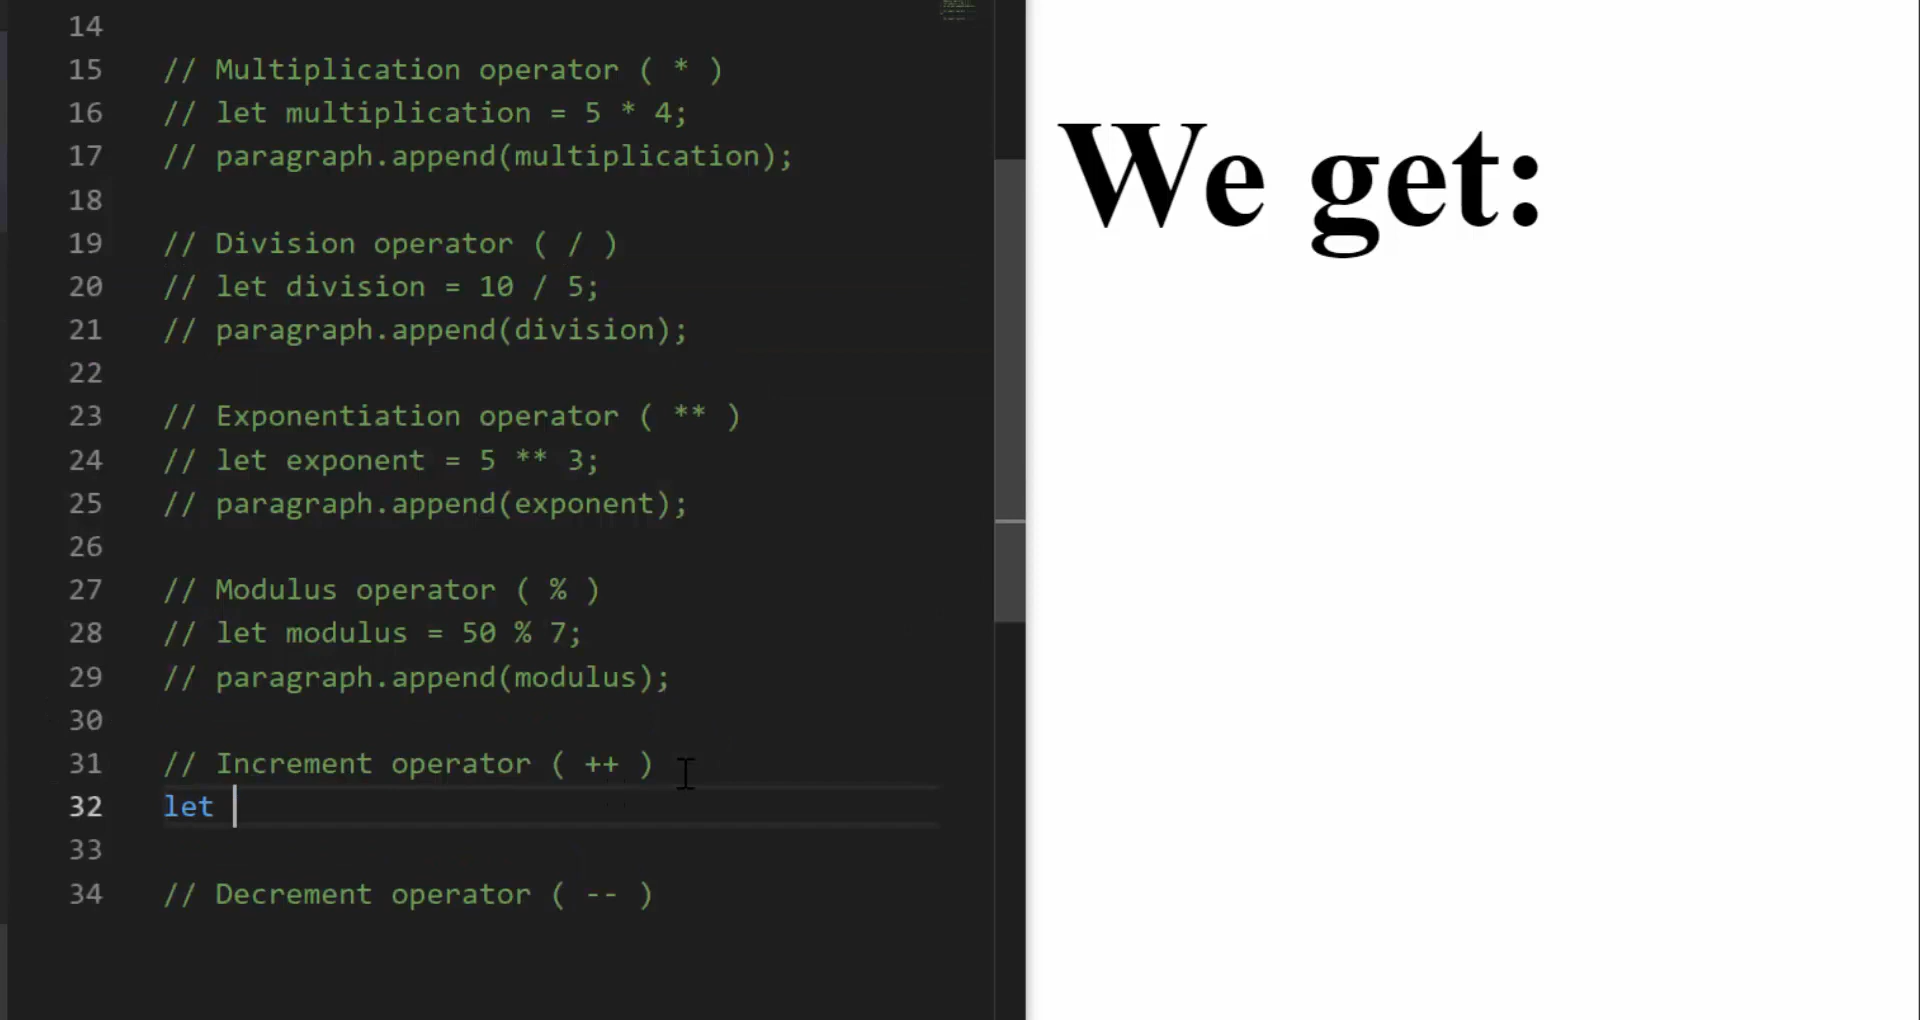 14
15 // Multiplication operator ( * )
16 // let multiplication = 5 * 4;
17 // paragraph.append(multiplication);
18
19 // Division operator ( / )
20 // let division = 10 / 5;
21 // paragraph.append(division);
22
23 // Exponentiation operator ( ** )
24 // let exponent = 5 ** 3;
25 // paragraph.append(exponent);
26
27 // Modulus operator ( % )
28 // let modulus = 50 % 7;
29 // paragraph.append(modulus);
30
31 // Increment operator ( ++ )
32 let
33
34 // Decrement operator ( -- )
We get: